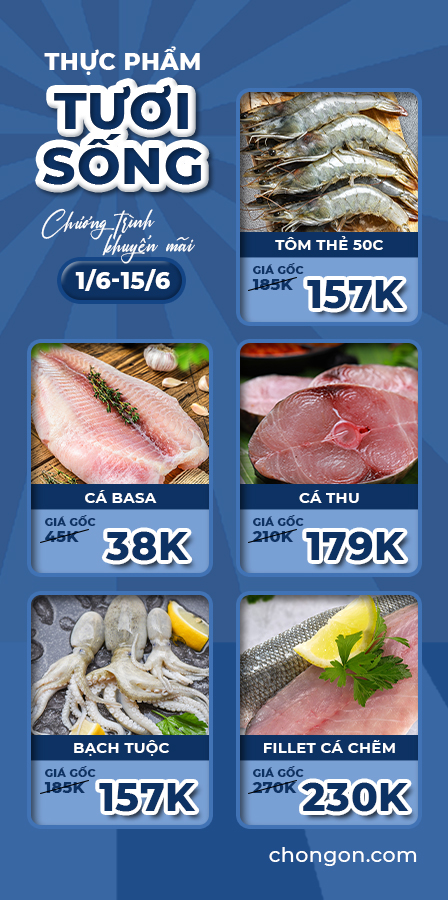 THỰC PHẨM
TƯƠI
SỐNG
Chương trình
khuyến mãi
1/6-15/6
TÔM THẺ 50C
GIÁ GỐC
185K
157K
CÁ BASA
GIÁ GỐC
45K
38K
CÁ THU
GIÁ GỐC
210K
179K
BẠCH TUỘC
GIÁ GỐC
185K
157K
FILLET CÁ CHẼM
GIÁ GỐC
270K
230K
chongon.com